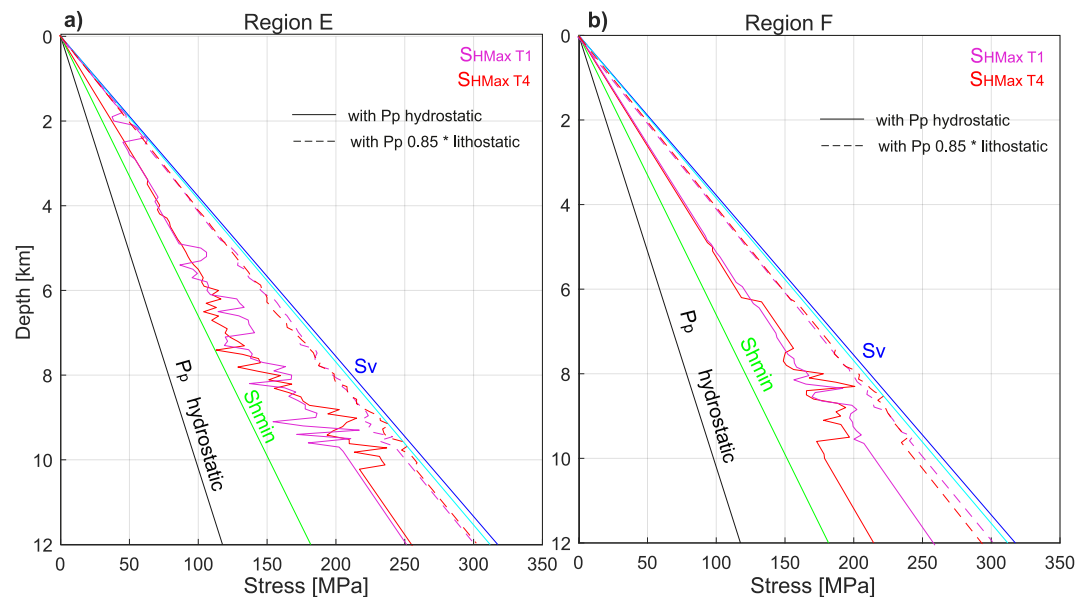 a) Region E
0
2
4
6
8
10
12
Depth [km]
SHMax T1
SHMax T4
with Pp hydrostatic
with Pp 0.85 * lithostatic
Pp hydrostatic
Shmin
Sv
0 50 100 150 200 250 300 350
Stress [MPa]
b) Region F
0
2
4
6
8
10
12
SHMax T1
SHMax T4
with Pp hydrostatic
with Pp 0.85 * lithostatic
Pp hydrostatic
Shmin
Sv
0 50 100 150 200 250 300 350
Stress [MPa]